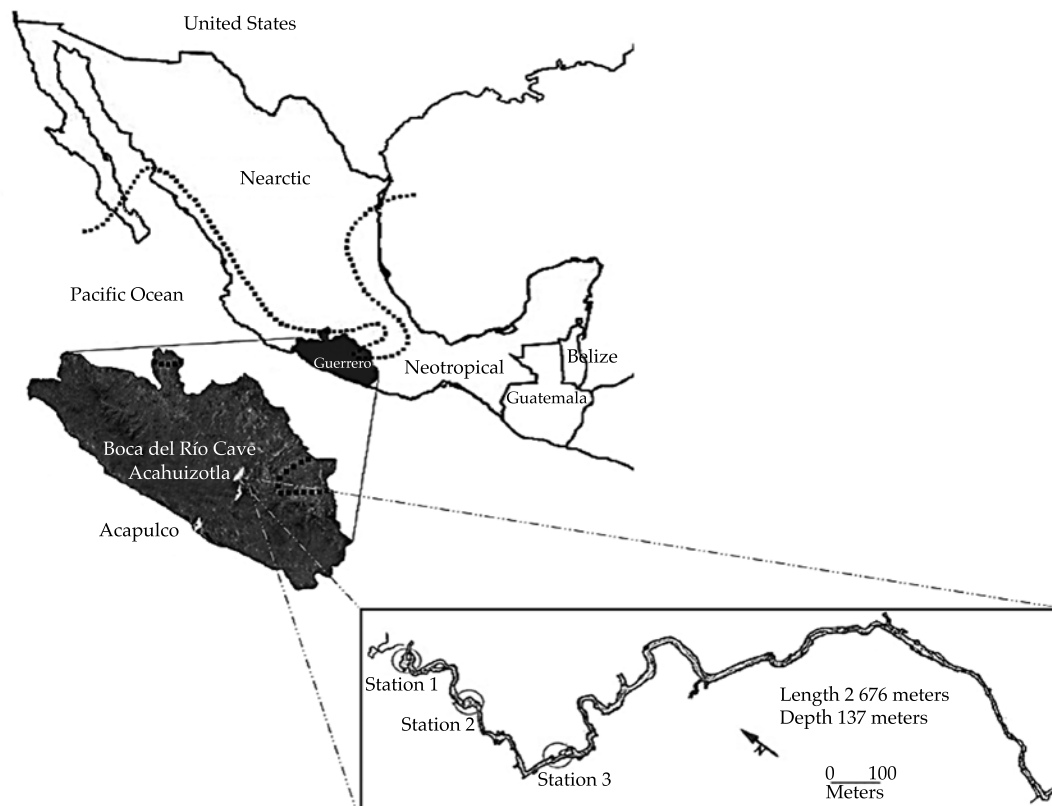 United States
Nearctic
Pacific Ocean
Guerrero
Neotropical
Belize
Guatemala
Boca del Río Cave
Acahuizotla
Acapulco
Station 1
Station 2
Station 3
Length 2 676 meters
Depth 137 meters
N
0 100
Meters